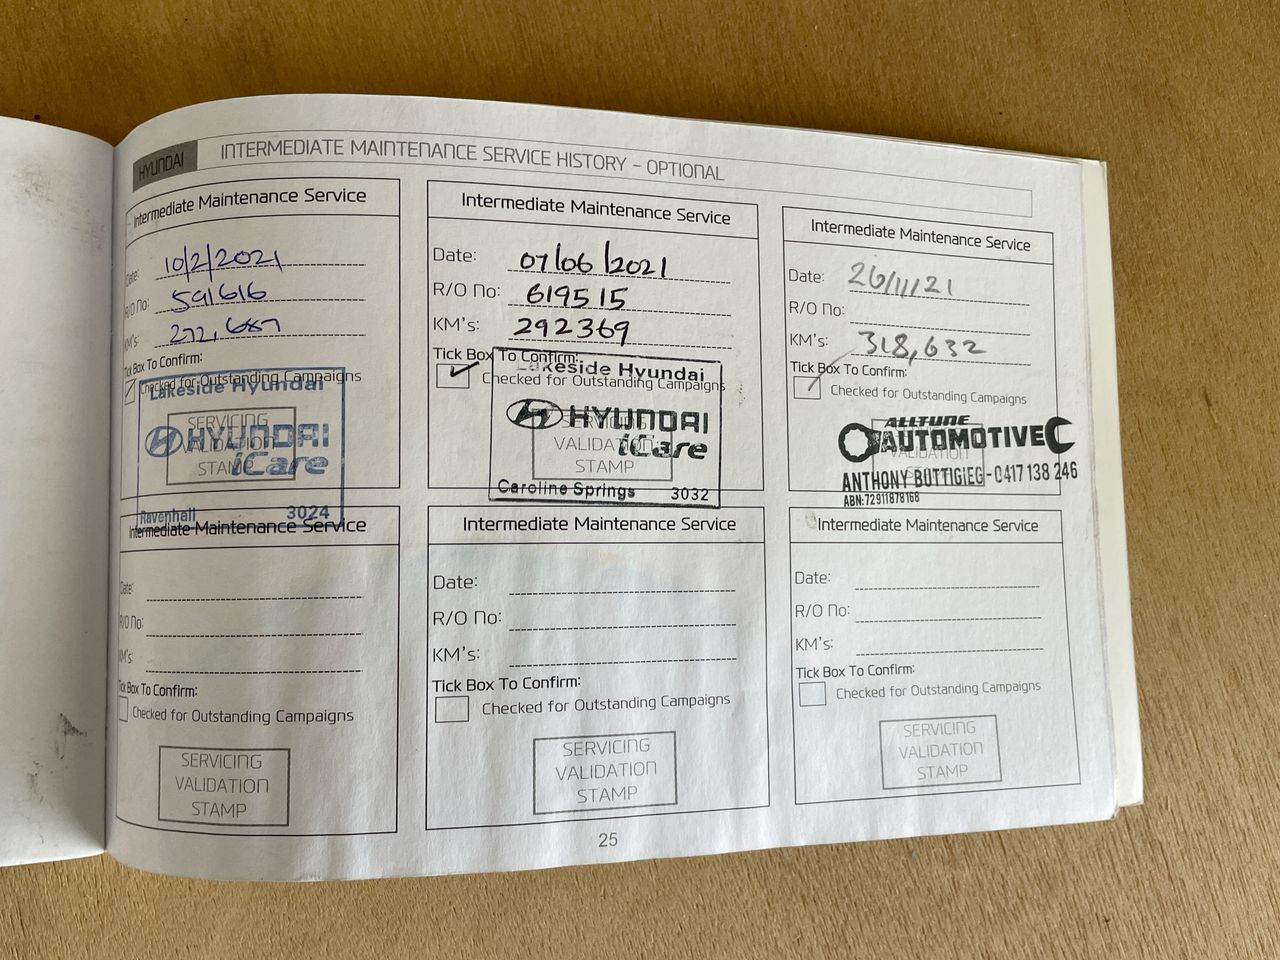 HYUNDAI
INTERMEDIATE MAINTENANCE SERVICE HISTORY – OPTIONAL
Intermediate Maintenance Service
Date: 10/2/2021
R/O No: 591616
KM's: 272,687
Tick Box To Confirm:
Checked for Outstanding Campaigns
SERVICING
VALIDATION
STAMP
Lakeside Hyundai
HYUNDAI
iCare
Ravenhall 3024
Intermediate Maintenance Service
Date: 07/06/2021
R/O No: 619515
KM's: 292369
Tick Box To Confirm:
Checked for Outstanding Campaigns
SERVICING
VALIDATION
STAMP
Lakeside Hyundai
HYUNDAI
iCare
Caroline Springs 3032
Intermediate Maintenance Service
Date: 26/11/21
R/O No:
KM's: 318,632
Tick Box To Confirm:
Checked for Outstanding Campaigns
VALIDATION
ALLTUNE
AUTOMOTIVE
ANTHONY BUTTIGIEG - 0417 138 246
ABN:72911878168
Intermediate Maintenance Service
Date:
R/O No:
KM's:
Tick Box To Confirm:
Checked for Outstanding Campaigns
SERVICING
VALIDATION
STAMP
Intermediate Maintenance Service
Date:
R/O No:
KM's:
Tick Box To Confirm:
Checked for Outstanding Campaigns
SERVICING
VALIDATION
STAMP
Intermediate Maintenance Service
Date:
R/O No:
KM's:
Tick Box To Confirm:
Checked for Outstanding Campaigns
SERVICING
VALIDATION
STAMP
25